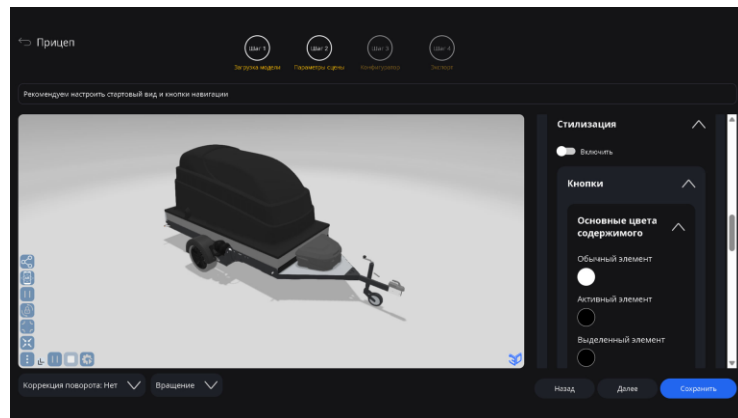 Прицеп
Шаг 1
Шаг 2
Шаг 3
Шаг 4
Загрузка модели
Параметры сцены
Конфигуратор
Экспорт
Рекомендуем настроить стартовый вид и кнопки навигации
Стилизация
Включить
Кнопки
Основные цвета
содержимого
Обычный элемент
Активный элемент
Выделенный элемент
Коррекция поворота: Нет
Вращение
Назад
Далее
Сохранить